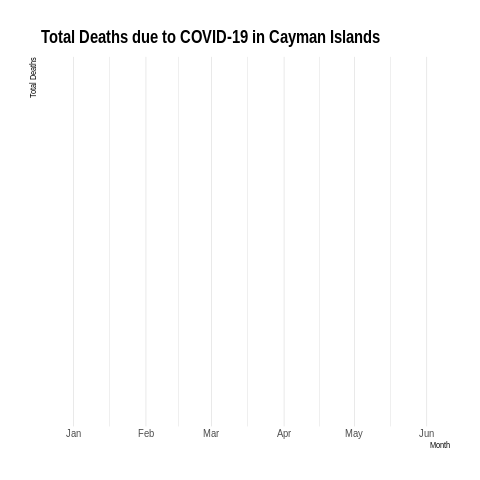 Total Deaths due to COVID-19 in Cayman Islands
Total Deaths
Jan Feb Mar Apr May Jun
Month